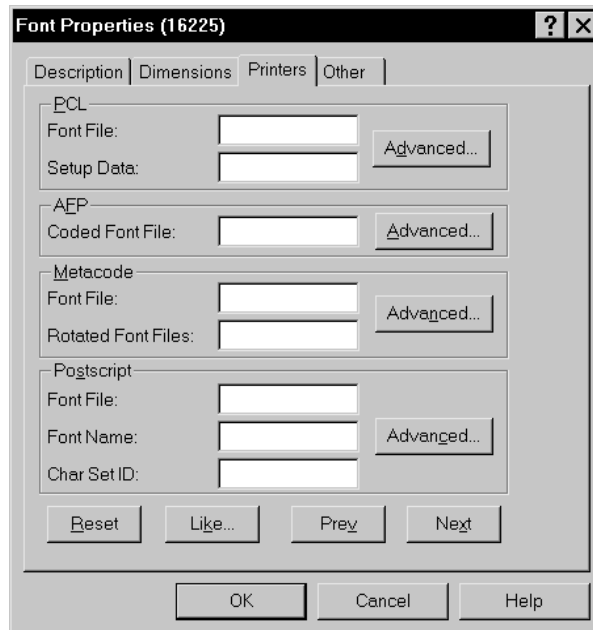 Font Properties (16225) ? ×
Description Dimensions Printers Other
PCL
Font File:
Advanced...
Setup Data:
AFP
Coded Font File: Advanced...
Metacode
Font File:
Advanced...
Rotated Font Files:
Postscript
Font File:
Font Name: Advanced...
Char Set ID:
Reset Like... Prev Next
OK Cancel Help